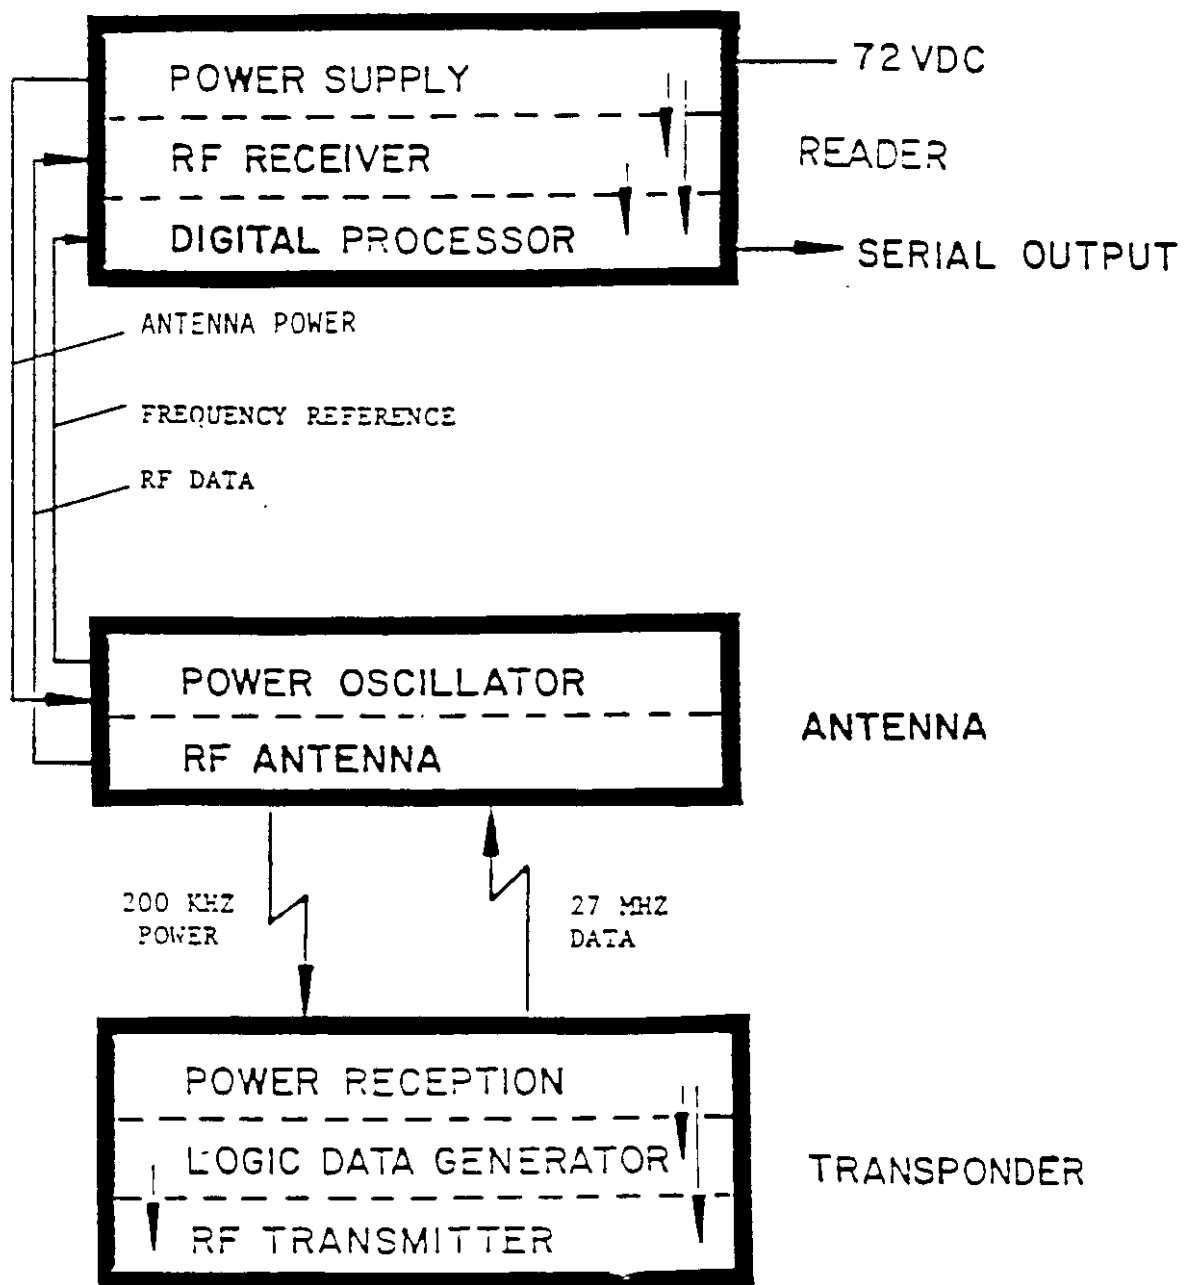 POWER SUPPLY
72 VDC
RF RECEIVER
READER
DIGITAL PROCESSOR
SERIAL OUTPUT
ANTENNA POWER
FREQUENCY REFERENCE
RF DATA
POWER OSCILLATOR
ANTENNA
RF ANTENNA
200 KHZ
POWER
27 MHZ
DATA
POWER RECEPTION
LOGIC DATA GENERATOR
TRANSPONDER
RF TRANSMITTER